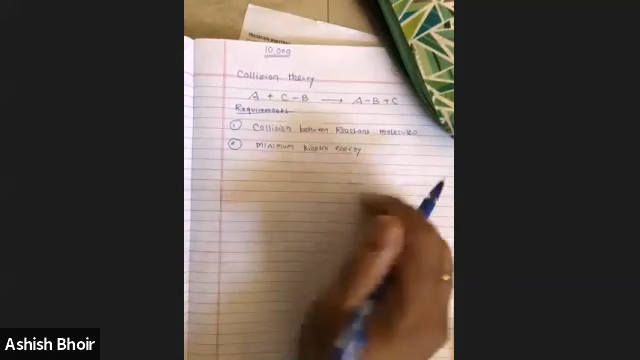 10,000
Collision theory
A + C - B → A - B + C
Requirements
① Collision between Reactant molecules
② minimum kinetic energy
Ashish Bhoir